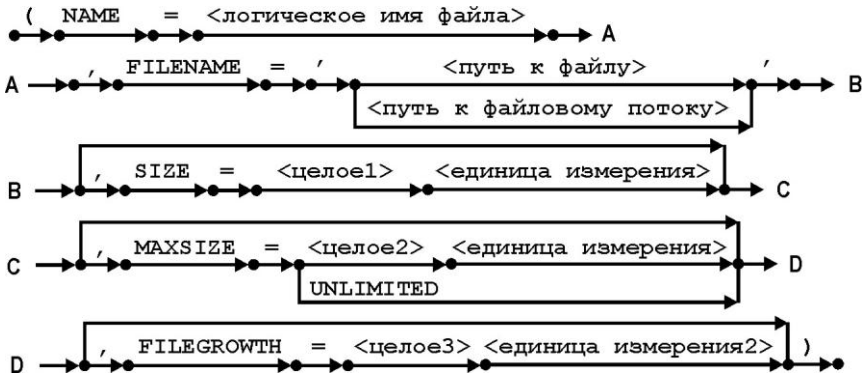 ( NAME = <логическое имя файла> A
A , FILENAME = ' <путь к файлу> ' B
<путь к файловому потоку>
B , SIZE = <целое1> <единица измерения> C
C , MAXSIZE = <целое2> <единица измерения> D
UNLIMITED
D , FILEGROWTH = <целое3> <единица измерения2> )